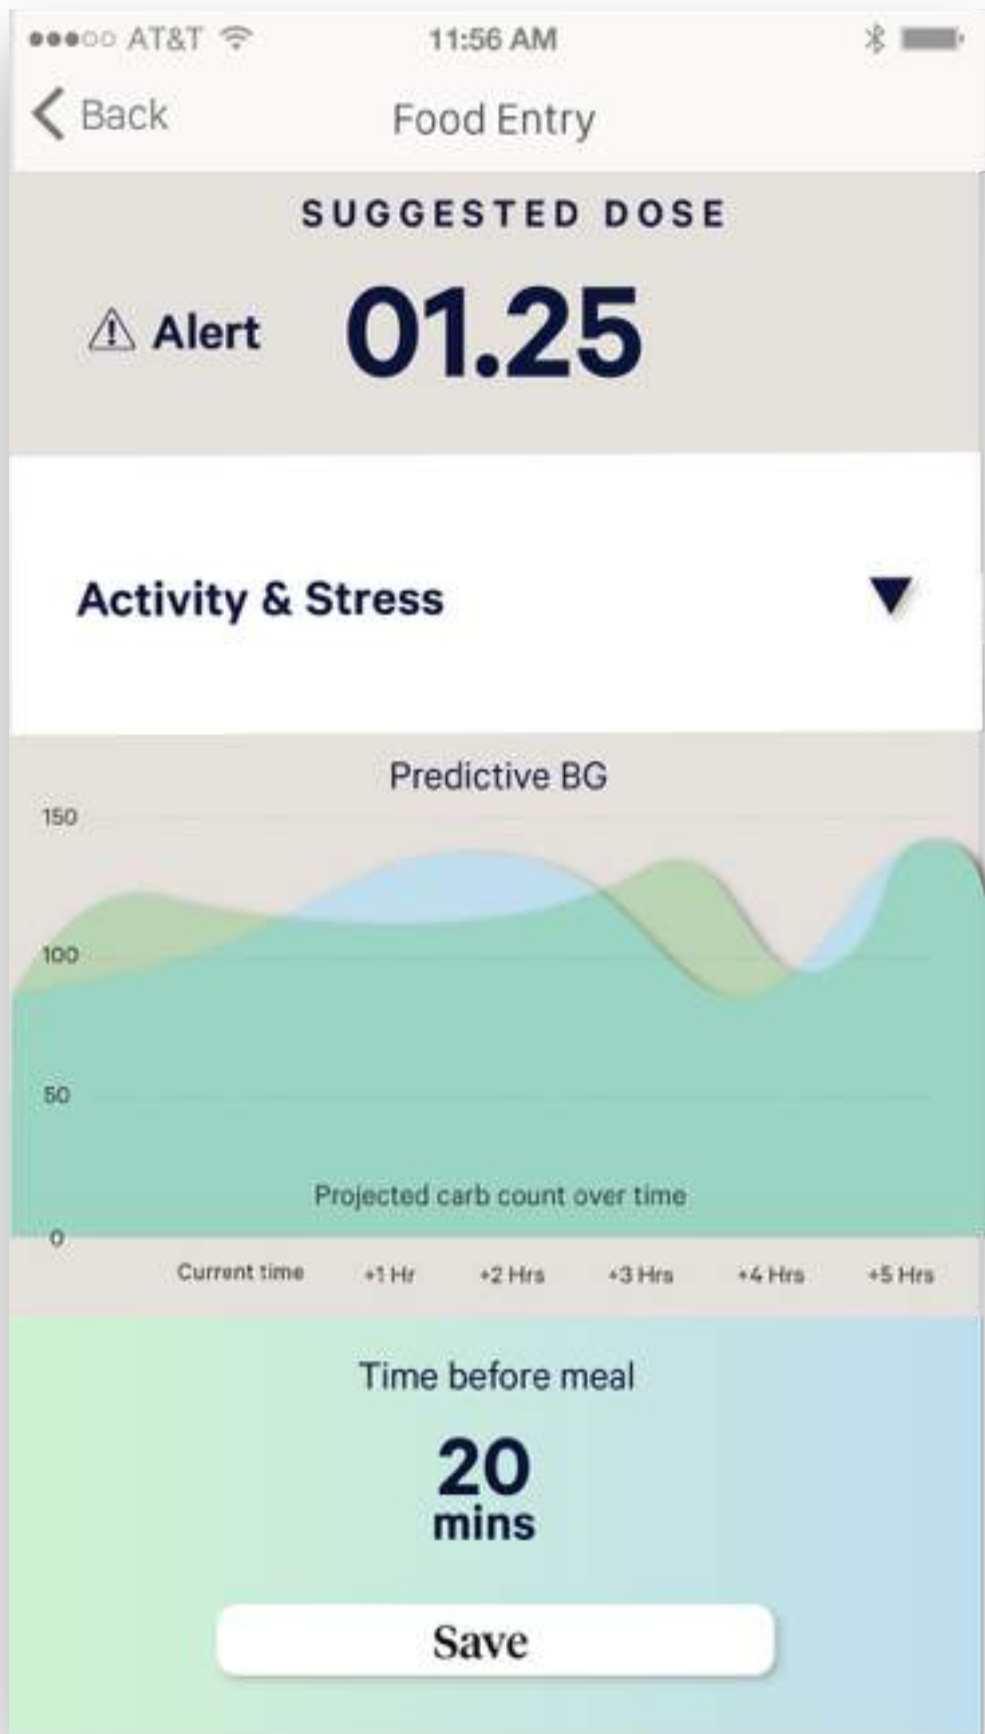 AT&T 11:56 AM
Back Food Entry
SUGGESTED DOSE
Alert 01.25
Activity & Stress
Predictive BG
150
100
50
Projected carb count over time
0
Current time +1 Hr +2 Hrs +3 Hrs +4 Hrs +5 Hrs
Time before meal
20
mins
Save